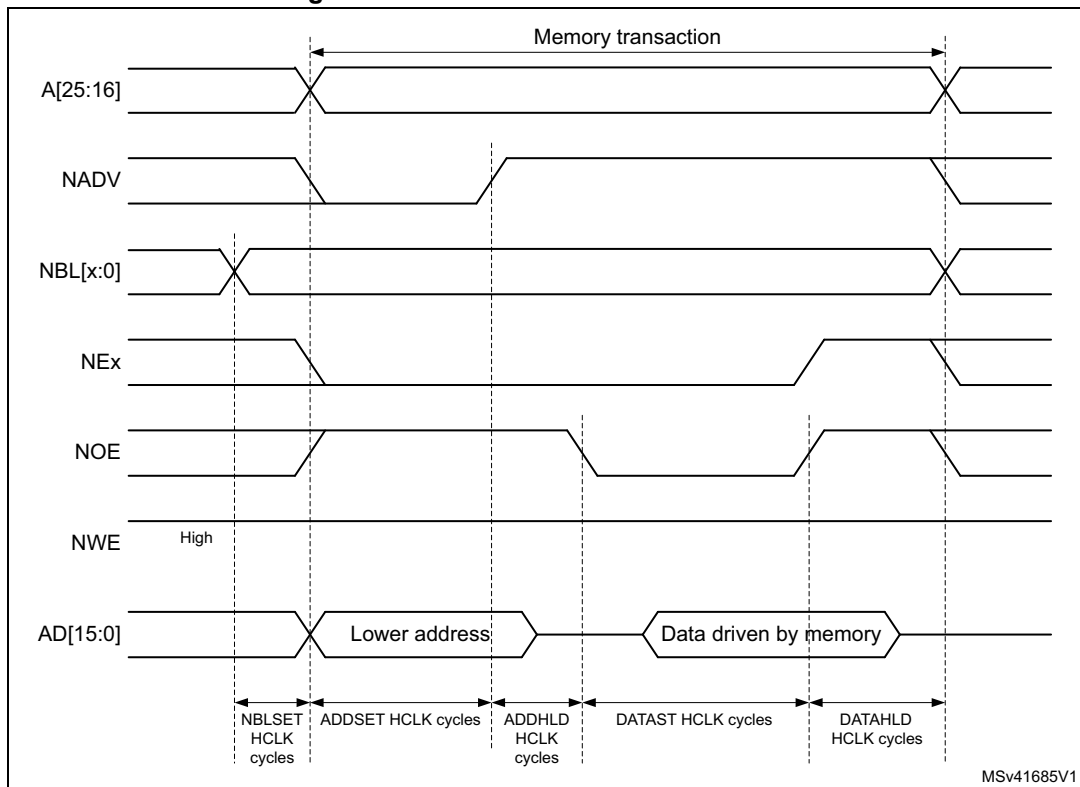 g
Memory transaction
A[25:16]
NADV
NBL[x:0]
NEx
NOE
NWE
High
AD[15:0]
Lower address
Data driven by memory
NBLSET
HCLK
cycles
ADDSET HCLK cycles
ADDHLD
HCLK
cycles
DATAST HCLK cycles
DATAHLD
HCLK cycles
MSv41685V1